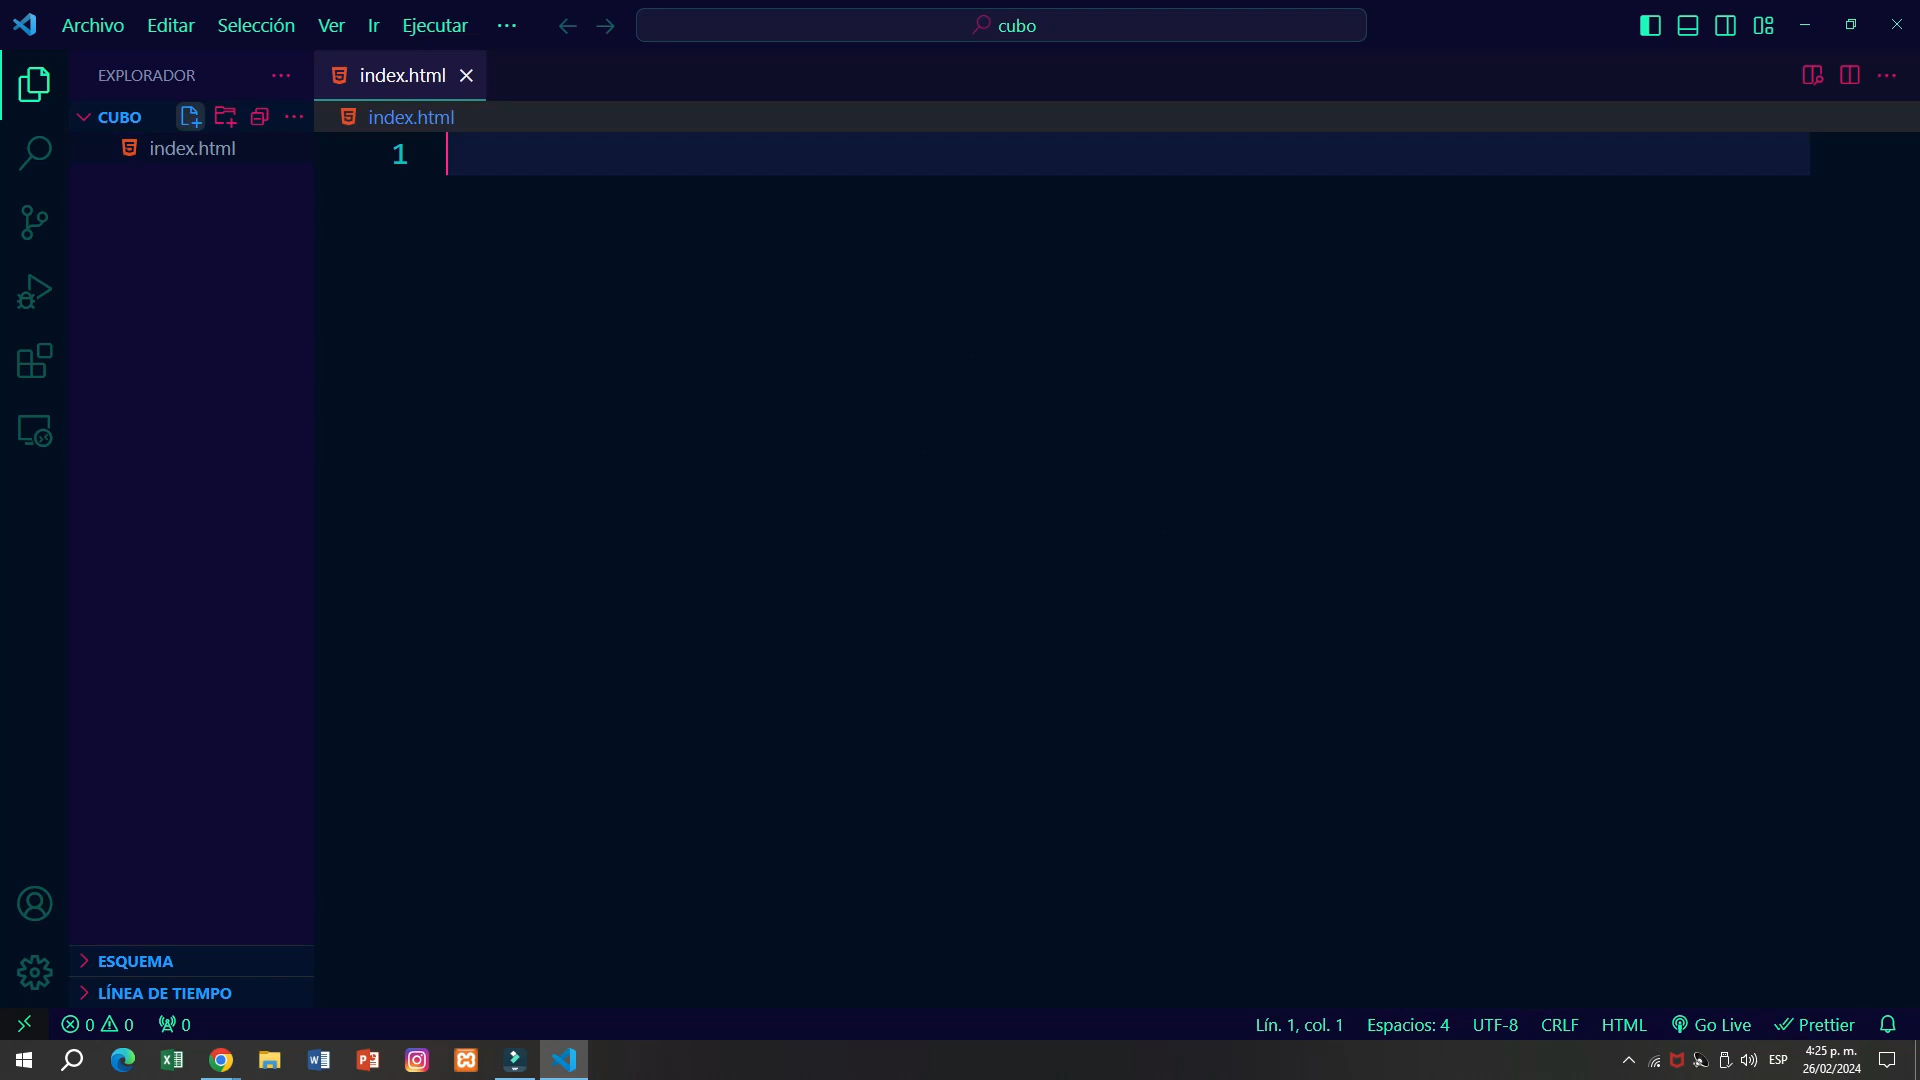 Archivo Editar Selección Ver Ir Ejecutar ··· cubo
EXPLORADOR ···
index.html
CUBO ···
index.html
index.html
1
ESQUEMA
LÍNEA DE TIEMPO
0 0 0 Lín. 1, col. 1 Espacios: 4 UTF-8 CRLF HTML Go Live Prettier
ESP 4:25 p. m.
26/02/2024